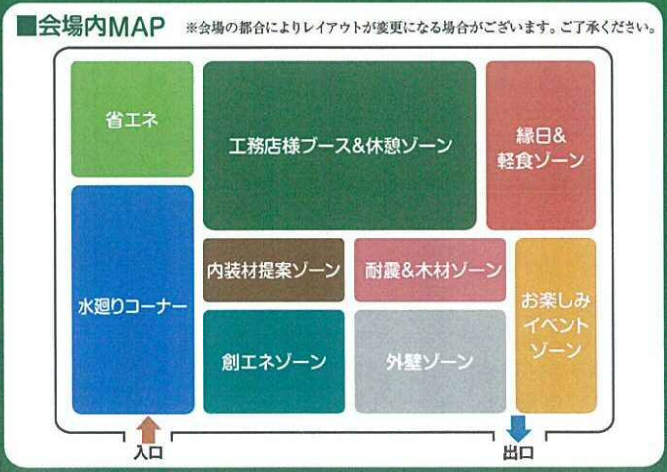 ■会場内MAP ※会場の都合によりレイアウトが変更になる場合がございます。ご了承ください。
省エネ
工務店様ブース&休憩ゾーン
縁日&
軽食ゾーン
水廻りコーナー
内装材提案ゾーン
耐震&木材ゾーン
お楽しみ
イベント
ゾーン
創エネゾーン
外壁ゾーン
入口
出口